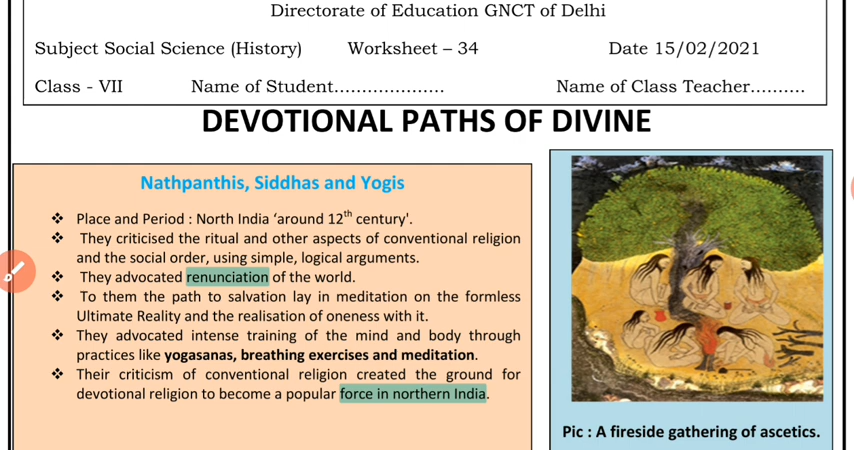 Directorate of Education GNCT of Delhi
Subject Social Science (History) Worksheet – 34 Date 15/02/2021
Class - VII Name of Student.................... Name of Class Teacher..........
DEVOTIONAL PATHS OF DIVINE
Nathpanthis, Siddhas and Yogis
❖ Place and Period : North India ‘around 12th century'.
❖ They criticised the ritual and other aspects of conventional religion
and the social order, using simple, logical arguments.
❖ They advocated renunciation of the world.
❖ To them the path to salvation lay in meditation on the formless
Ultimate Reality and the realisation of oneness with it.
❖ They advocated intense training of the mind and body through
practices like yogasanas, breathing exercises and meditation.
❖ Their criticism of conventional religion created the ground for
devotional religion to become a popular force in northern India.
Pic : A fireside gathering of ascetics.